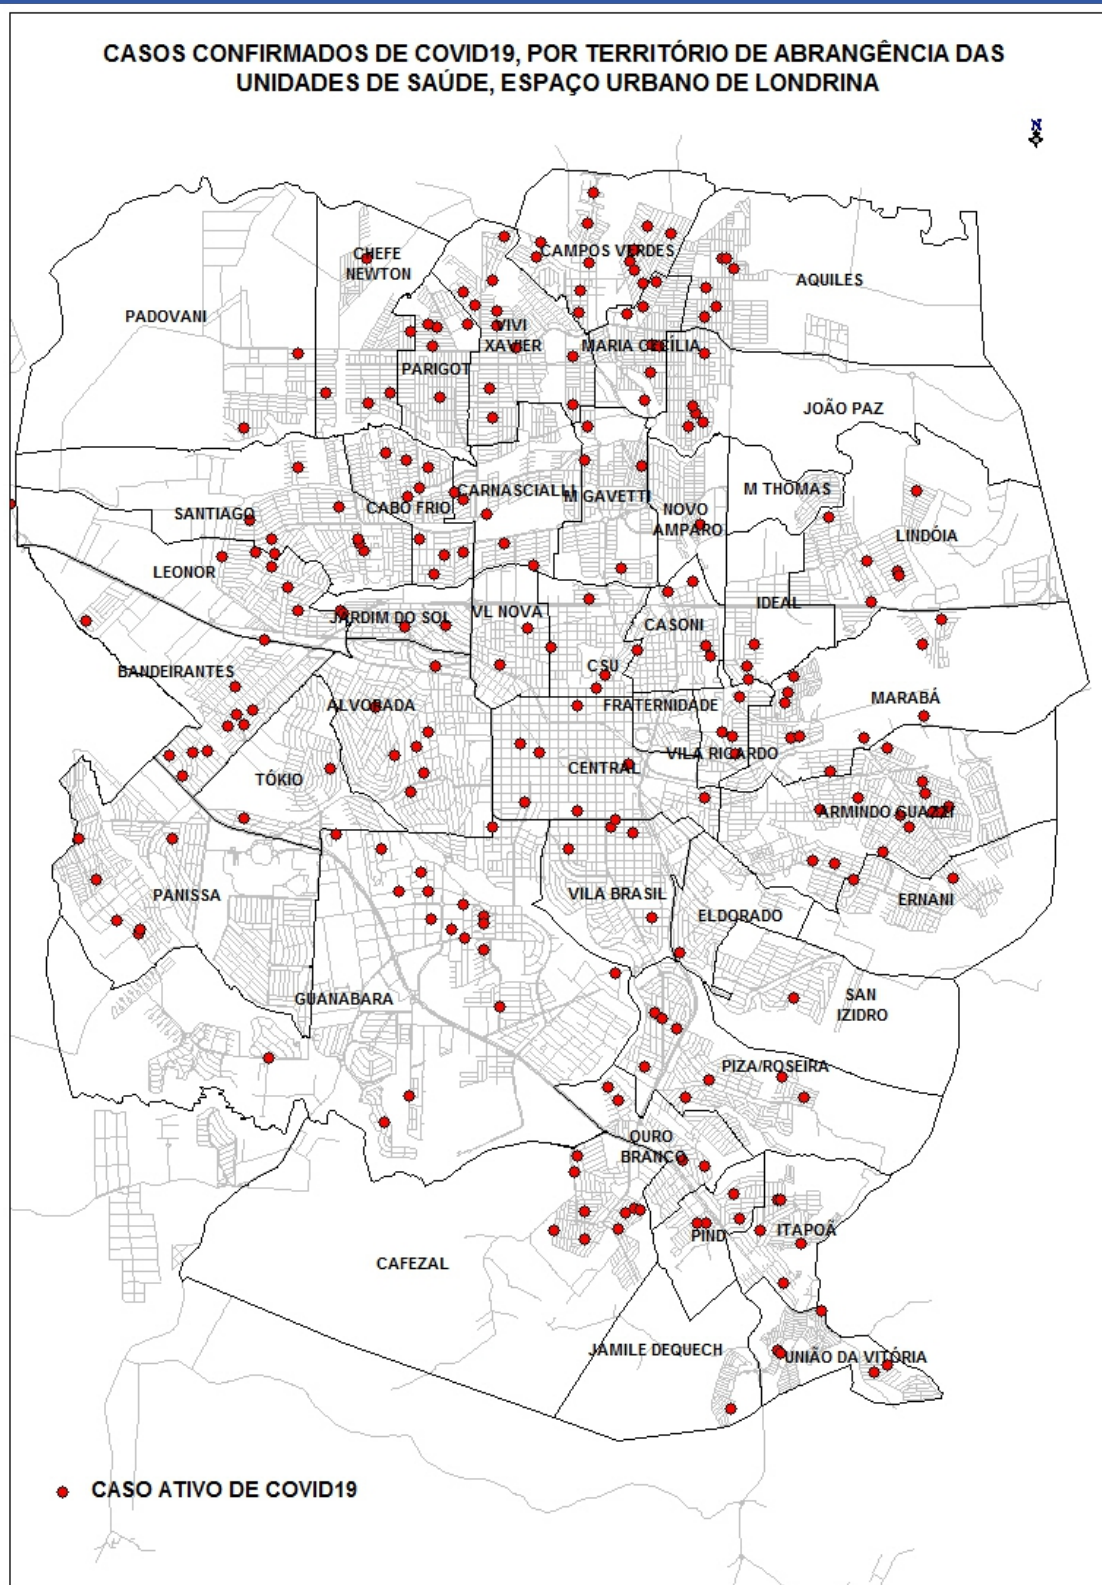 CASOS CONFIRMADOS DE COVID19, POR TERRITÓRIO DE ABRANGÊNCIA DAS
UNIDADES DE SAÚDE, ESPAÇO URBANO DE LONDRINA
N
CAMPOS VERDES
CHEFE
NEWTON
AQUILES
PADOVANI
VIVI
XAVIER
MARIA CECÍLIA
PARIGOT
JOÃO PAZ
M THOMAS
CARNASCIALLI
M GAVETTI
CABO FRIO
NOVO
AMPARO
SANTIAGO
LINDÓIA
LEONOR
IDEAL
JARDIM DO SOL
VL NOVA
CASONI
CSU
BANDEIRANTES
MARABÁ
ALVORADA
FRATERNIDADE
VILA RICARDO
CENTRAL
TÓKIO
ARMINDO GUAZZI
PANISSA
VILA BRASIL
ERNANI
ELDORADO
GUANABARA
SAN
IZIDRO
PIZA/ROSEIRA
OURO
BRANCO
ITAPOÃ
PIND
CAFEZAL
JAMILE DEQUECH
UNIÃO DA VITÓRIA
CASO ATIVO DE COVID19